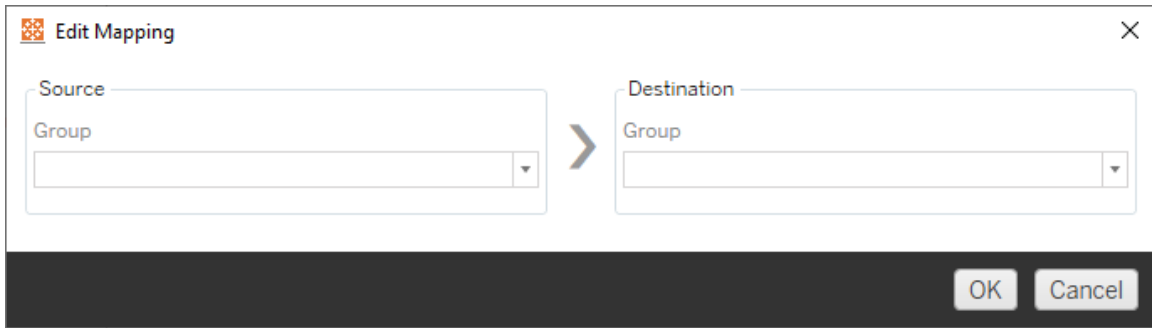 Edit Mapping
Source
Destination
Group
Group
OK
Cancel